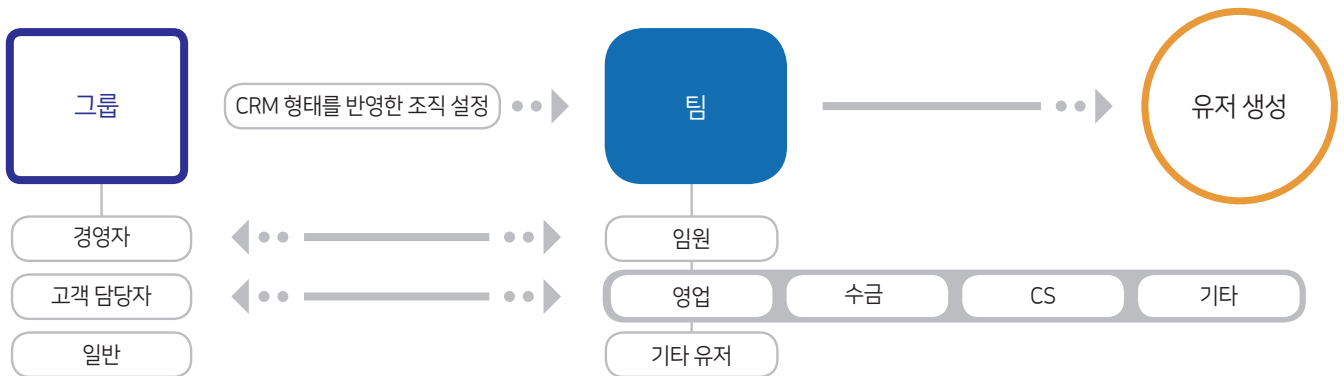 그룹
CRM 형태를 반영한 조직 설정
팀
유저 생성
경영자
임원
고객 담당자
영업
수금
CS
기타
일반
기타 유저